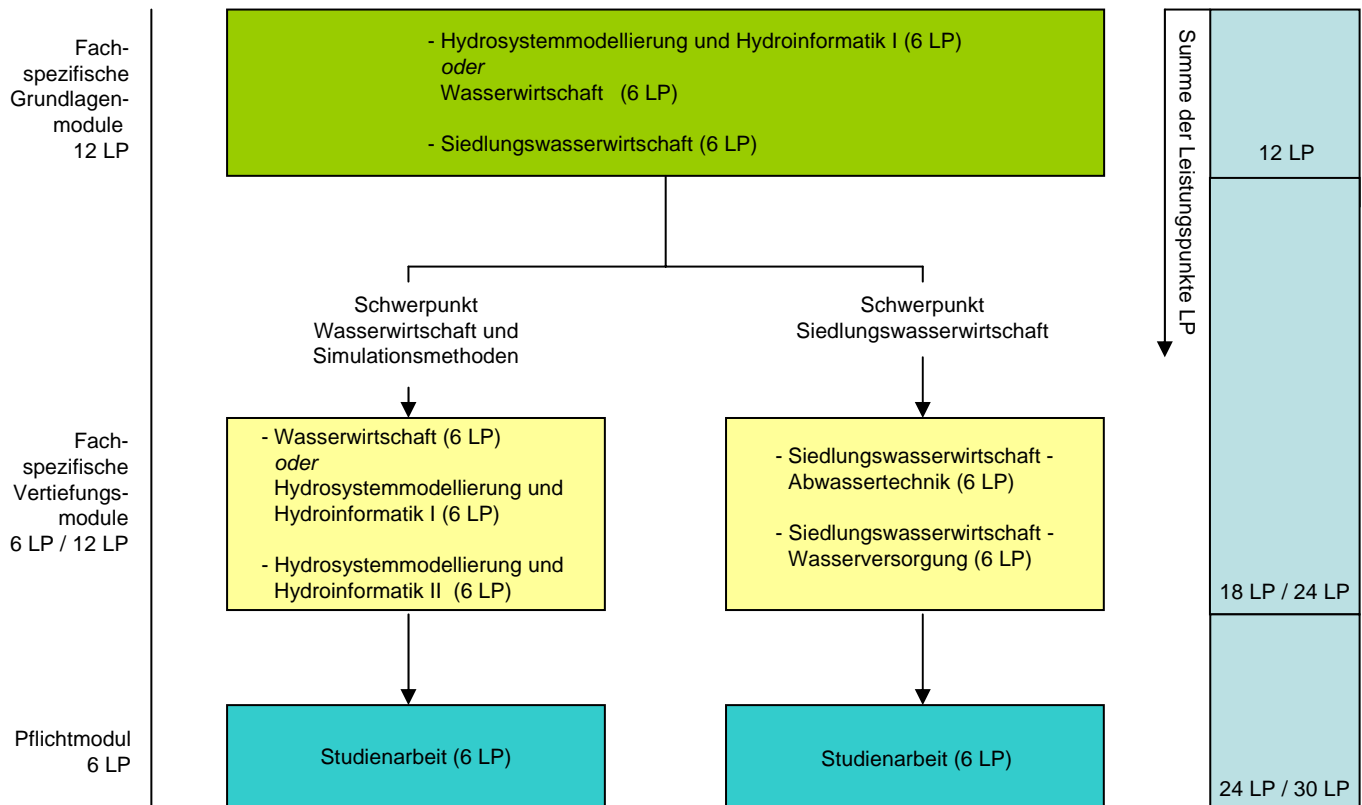 Fach-
spezifische
Grundlagen-
module
12 LP
- Hydrosystemmodellierung und Hydroinformatik I (6 LP)
oder
Wasserwirtschaft (6 LP)
- Siedlungswasserwirtschaft (6 LP)
Summe der Leistungspunkte LP
12 LP
Schwerpunkt
Wasserwirtschaft und
Simulationsmethoden
Schwerpunkt
Siedlungswasserwirtschaft
Fach-
spezifische
Vertiefungs-
module
6 LP / 12 LP
- Wasserwirtschaft (6 LP)
oder
Hydrosystemmodellierung und
Hydroinformatik I (6 LP)
- Hydrosystemmodellierung und
Hydroinformatik II (6 LP)
- Siedlungswasserwirtschaft -
Abwassertechnik (6 LP)
- Siedlungswasserwirtschaft -
Wasserversorgung (6 LP)
18 LP / 24 LP
Pflichtmodul
6 LP
Studienarbeit (6 LP)
Studienarbeit (6 LP)
24 LP / 30 LP